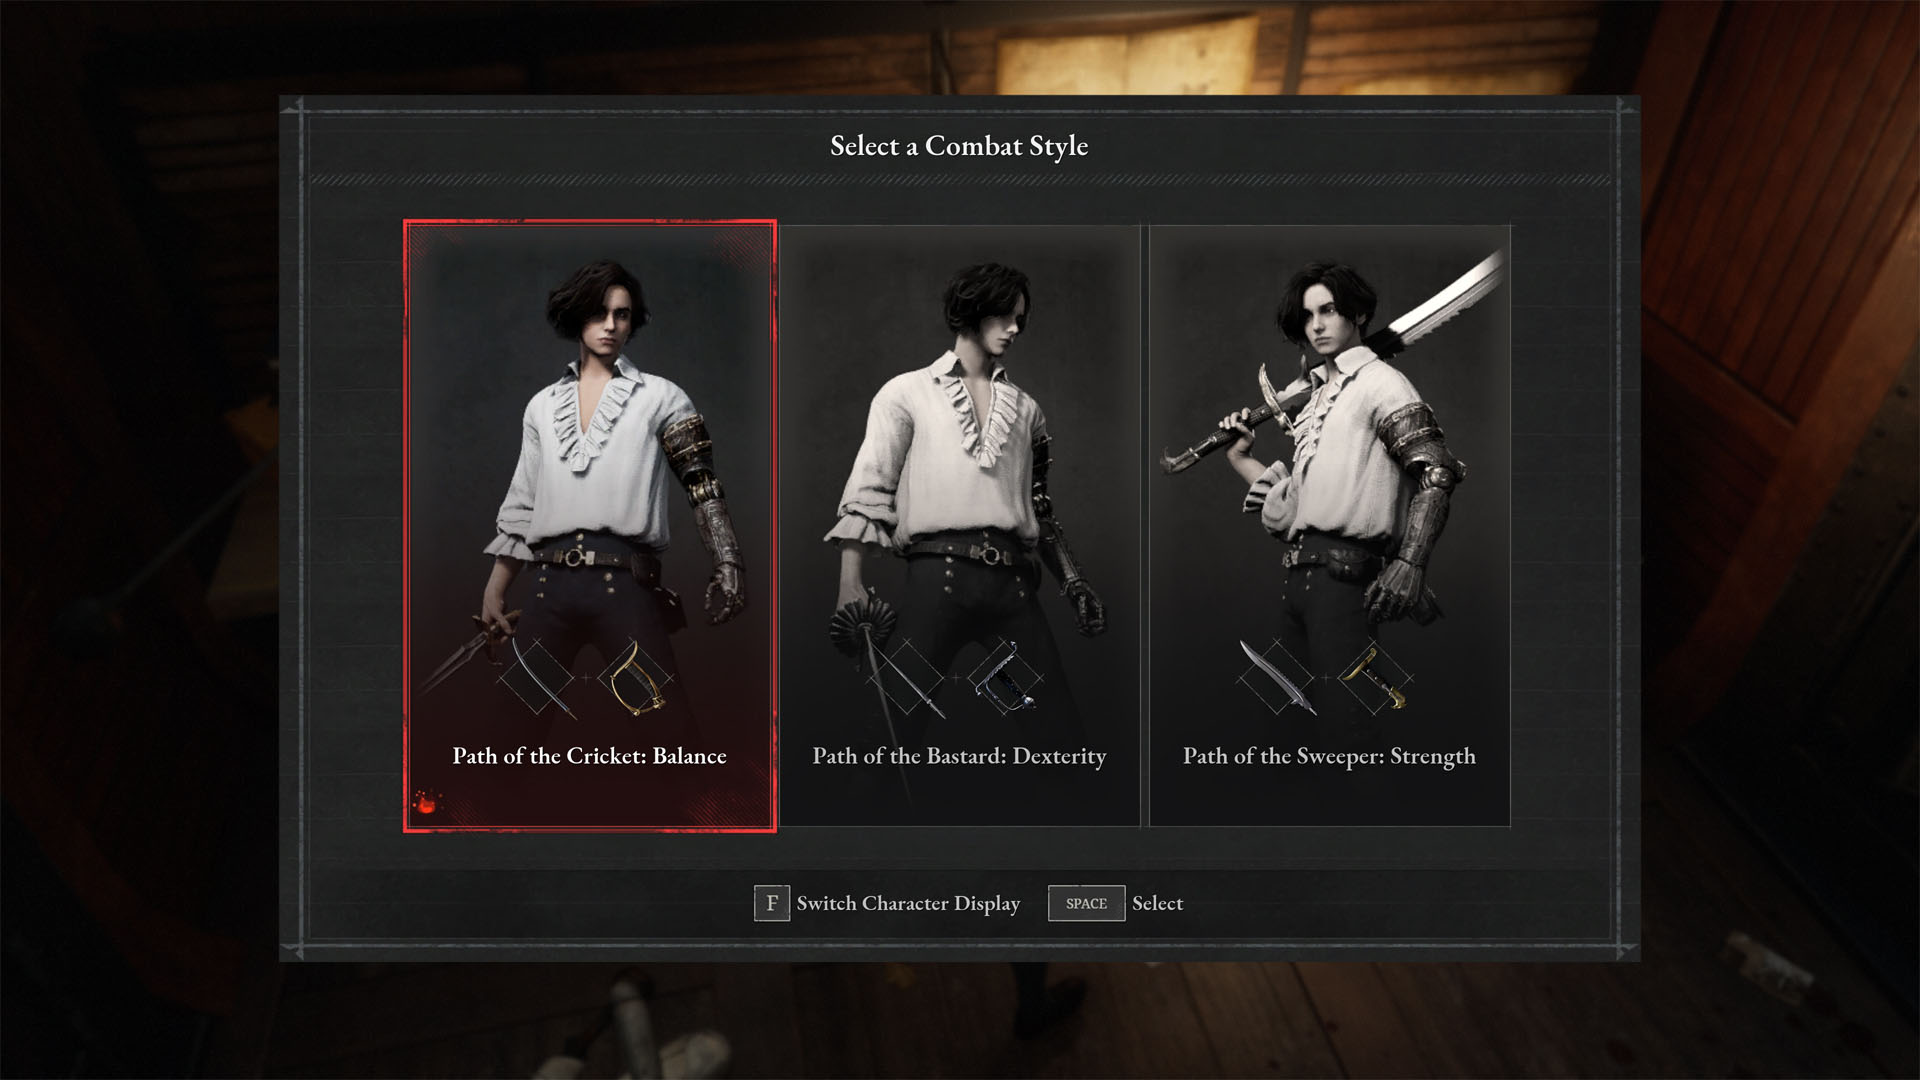 Select a Combat Style
Path of the Cricket: Balance
Path of the Bastard: Dexterity
Path of the Sweeper: Strength
F Switch Character Display SPACE Select